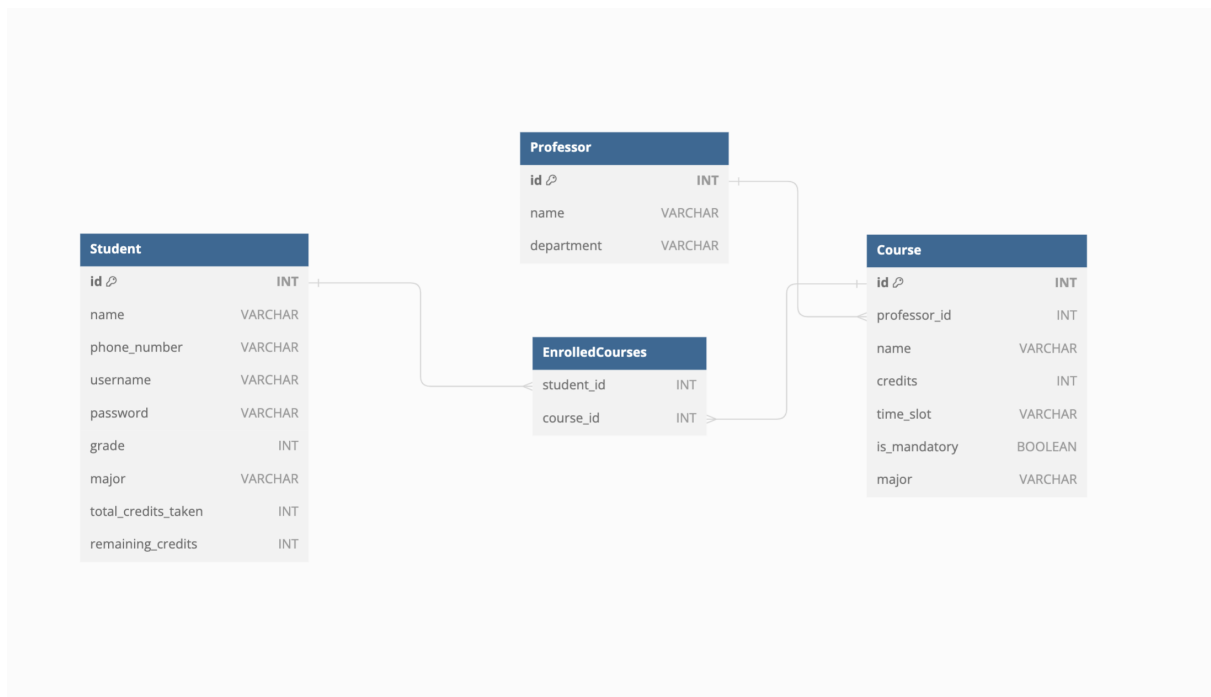 Professor
id INT
name VARCHAR
department VARCHAR
Student
id INT
name VARCHAR
phone_number VARCHAR
username VARCHAR
password VARCHAR
grade INT
major VARCHAR
total_credits_taken INT
remaining_credits INT
EnrolledCourses
student_id INT
course_id INT
Course
id INT
professor_id INT
name VARCHAR
credits INT
time_slot VARCHAR
is_mandatory BOOLEAN
major VARCHAR